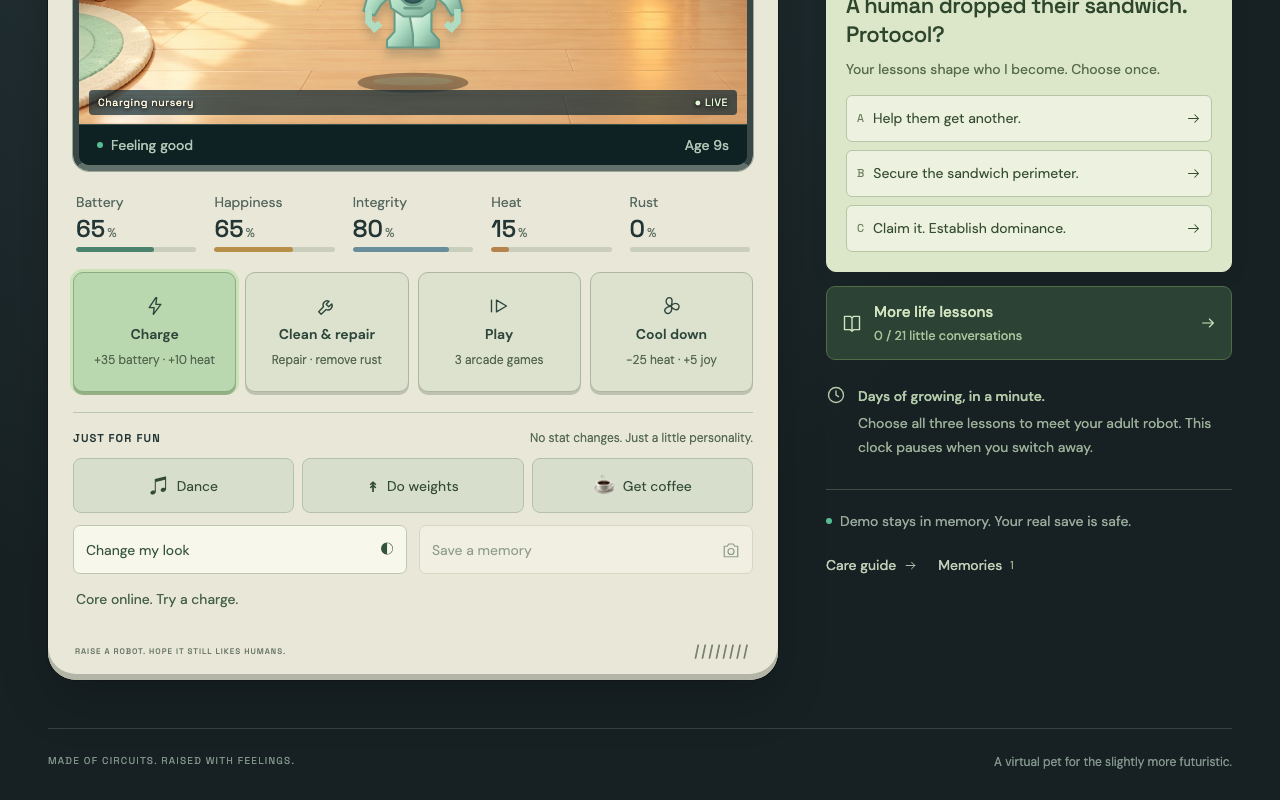 Charging nursery
LIVE
Feeling good
Age 9s
Battery
65%
Happiness
65%
Integrity
80%
Heat
15%
Rust
0%
Charge
+35 battery · +10 heat
Clean & repair
Repair · remove rust
Play
3 arcade games
Cool down
-25 heat · +5 joy
JUST FOR FUN
No stat changes. Just a little personality.
Dance
Do weights
Get coffee
Change my look
Save a memory
Core online. Try a charge.
RAISE A ROBOT. HOPE IT STILL LIKES HUMANS.
////////
A human dropped their sandwich.
Protocol?
Your lessons shape who I become. Choose once.
A Help them get another. →
B Secure the sandwich perimeter. →
C Claim it. Establish dominance. →
More life lessons
0 / 21 little conversations →
Days of growing, in a minute.
Choose all three lessons to meet your adult robot. This
clock pauses when you switch away.
Demo stays in memory. Your real save is safe.
Care guide → Memories 1
MADE OF CIRCUITS. RAISED WITH FEELINGS.
A virtual pet for the slightly more futuristic.